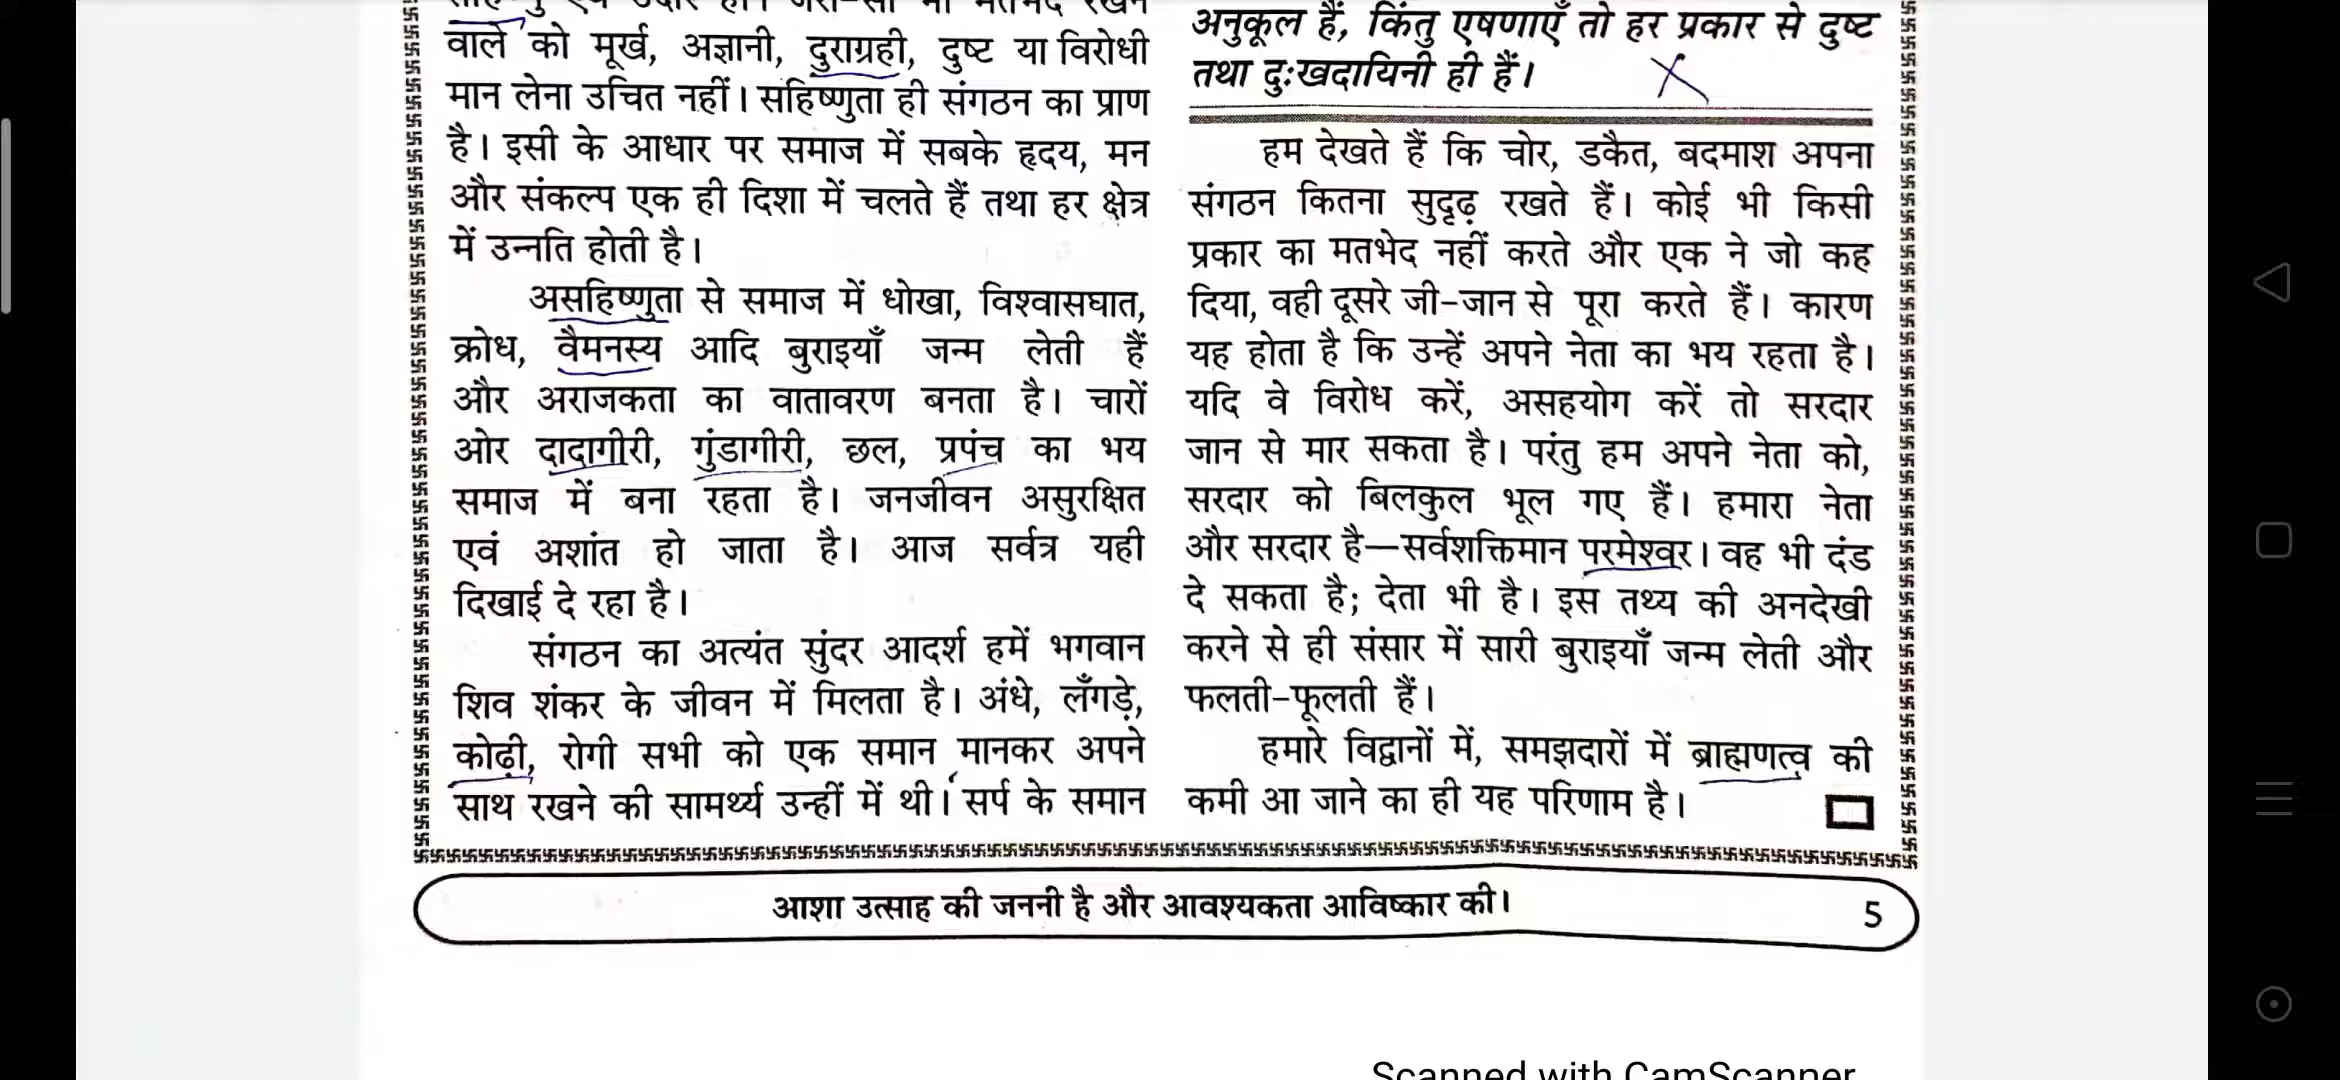 वाले को मूर्ख, अज्ञानी, दुराग्रही, दुष्ट या विरोधी
मान लेना उचित नहीं। सहिष्णुता ही संगठन का प्राण
है। इसी के आधार पर समाज में सबके हृदय, मन
और संकल्प एक ही दिशा में चलते हैं तथा हर क्षेत्र
में उन्नति होती है।
असहिष्णुता से समाज में धोखा, विश्वासघात,
क्रोध, वैमनस्य आदि बुराइयाँ जन्म लेती हैं
और अराजकता का वातावरण बनता है। चारों
ओर दादागीरी, गुंडागीरी, छल, प्रपंच का भय
समाज में बना रहता है। जनजीवन असुरक्षित
एवं अशांत हो जाता है। आज सर्वत्र यही
दिखाई दे रहा है।
संगठन का अत्यंत सुंदर आदर्श हमें भगवान
शिव शंकर के जीवन में मिलता है। अंधे, लँगड़े,
कोढ़ी, रोगी सभी को एक समान मानकर अपने
साथ रखने की सामर्थ्य उन्हीं में थी। सर्प के समान
अनुकूल हैं, किंतु एषणाएँ तो हर प्रकार से दुष्ट
तथा दुःखदायिनी ही हैं।
हम देखते हैं कि चोर, डकैत, बदमाश अपना
संगठन कितना सुदृढ़ रखते हैं। कोई भी किसी
प्रकार का मतभेद नहीं करते और एक ने जो कह
दिया, वही दूसरे जी-जान से पूरा करते हैं। कारण
यह होता है कि उन्हें अपने नेता का भय रहता है।
यदि वे विरोध करें, असहयोग करें तो सरदार
जान से मार सकता है। परंतु हम अपने नेता को,
सरदार को बिलकुल भूल गए हैं। हमारा नेता
और सरदार है—सर्वशक्तिमान परमेश्वर। वह भी दंड
दे सकता है; देता भी है। इस तथ्य की अनदेखी
करने से ही संसार में सारी बुराइयाँ जन्म लेती और
फलती-फूलती हैं।
हमारे विद्वानों में, समझदारों में ब्राह्मणत्व की
कमी आ जाने का ही यह परिणाम है।
आशा उत्साह की जननी है और आवश्यकता आविष्कार की।
5
Scanned with CamScanner